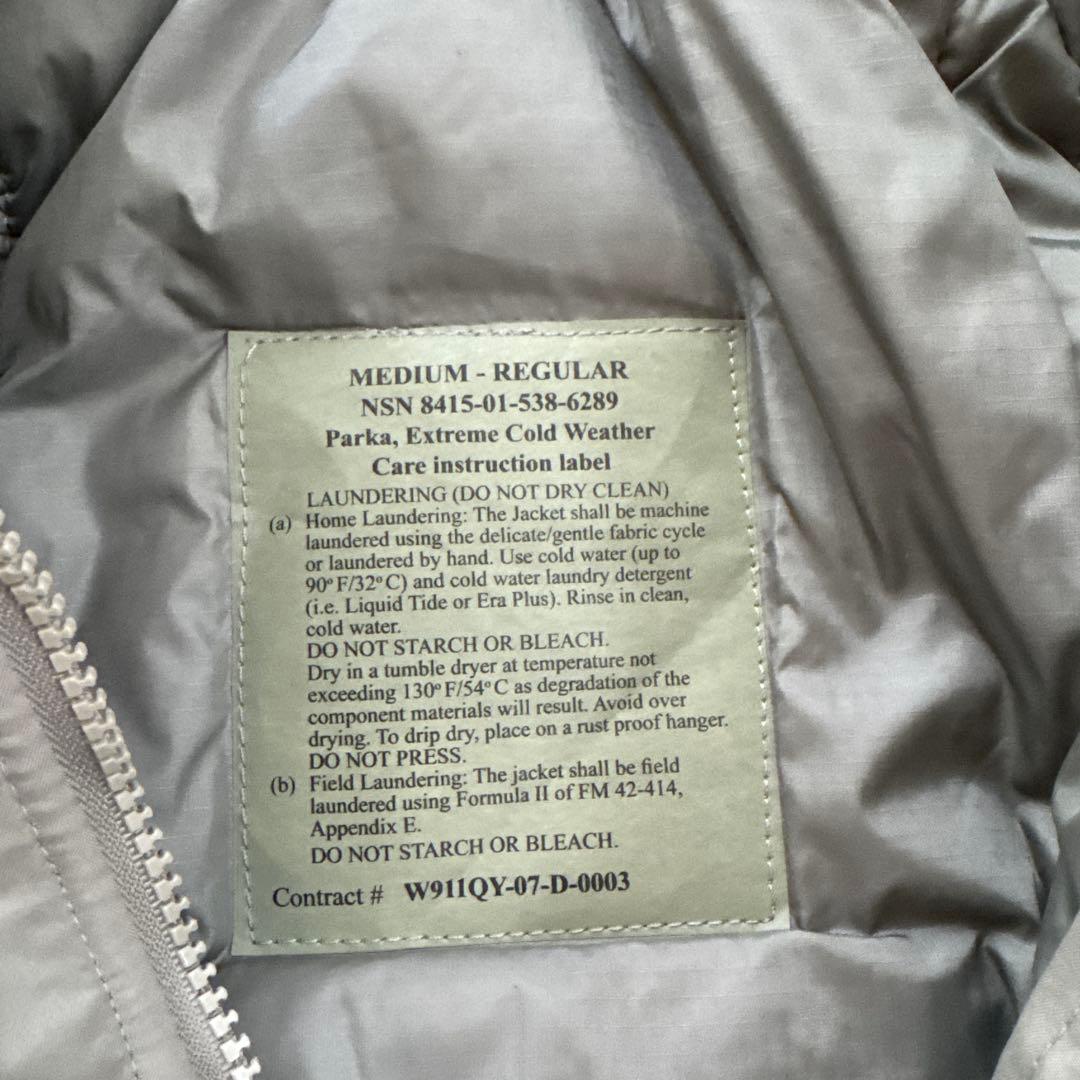 MEDIUM - REGULAR
NSN 8415-01-538-6289
Parka, Extreme Cold Weather
Care instruction label
LAUNDERING (DO NOT DRY CLEAN)
(a) Home Laundering: The Jacket shall be machine
laundered using the delicate/gentle fabric cycle
or laundered by hand. Use cold water (up to
90° F/32° C) and cold water laundry detergent
(i.e. Liquid Tide or Era Plus). Rinse in clean,
cold water.
DO NOT STARCH OR BLEACH.
Dry in a tumble dryer at temperature not
exceeding 130° F/54° C as degradation of the
component materials will result. Avoid over
drying. To drip dry, place on a rust proof hanger.
DO NOT PRESS.
(b) Field Laundering: The jacket shall be field
laundered using Formula II of FM 42-414,
Appendix E.
DO NOT STARCH OR BLEACH.
Contract # W911QY-07-D-0003